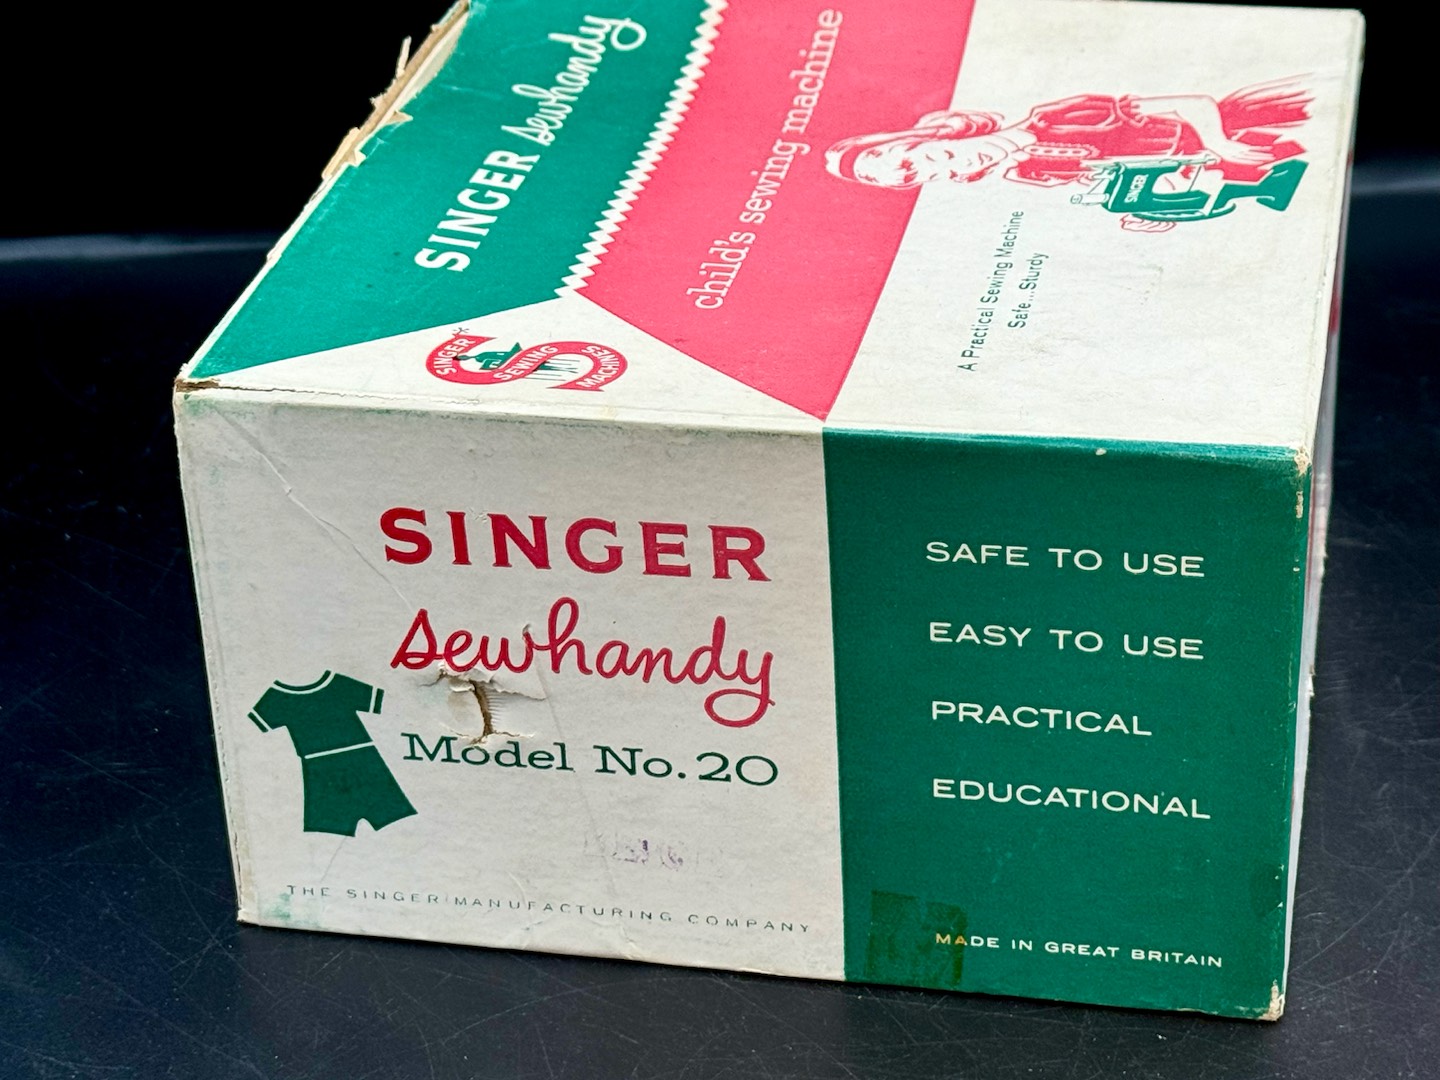 SINGER sewhandy
child's sewing machine
SINGER
A Practical Sewing Machine
Safe...Sturdy
SINGER
SEWING
MACHINES
SINGER
sewhandy
Model No. 20
THE SINGER MANUFACTURING COMPANY
SAFE TO USE
EASY TO USE
PRACTICAL
EDUCATIONAL
MADE IN GREAT BRITAIN